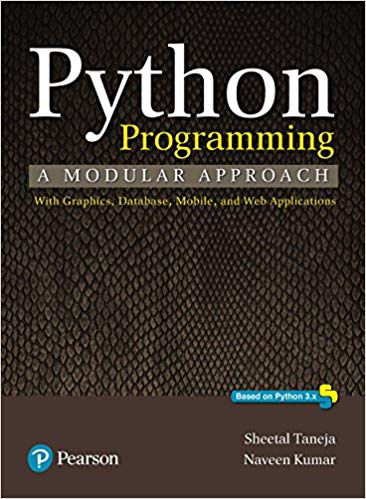 Python
Programming
A MODULAR APPROACH
With Graphics, Database, Mobile, and Web Applications
Based on Python 3.x
Sheetal Taneja
Naveen Kumar
Pearson